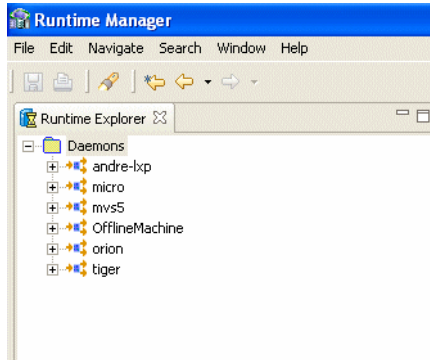 Runtime Manager
File Edit Navigate Search Window Help
Runtime Explorer
Daemons
andre-lxp
micro
mvs5
OfflineMachine
orion
tiger